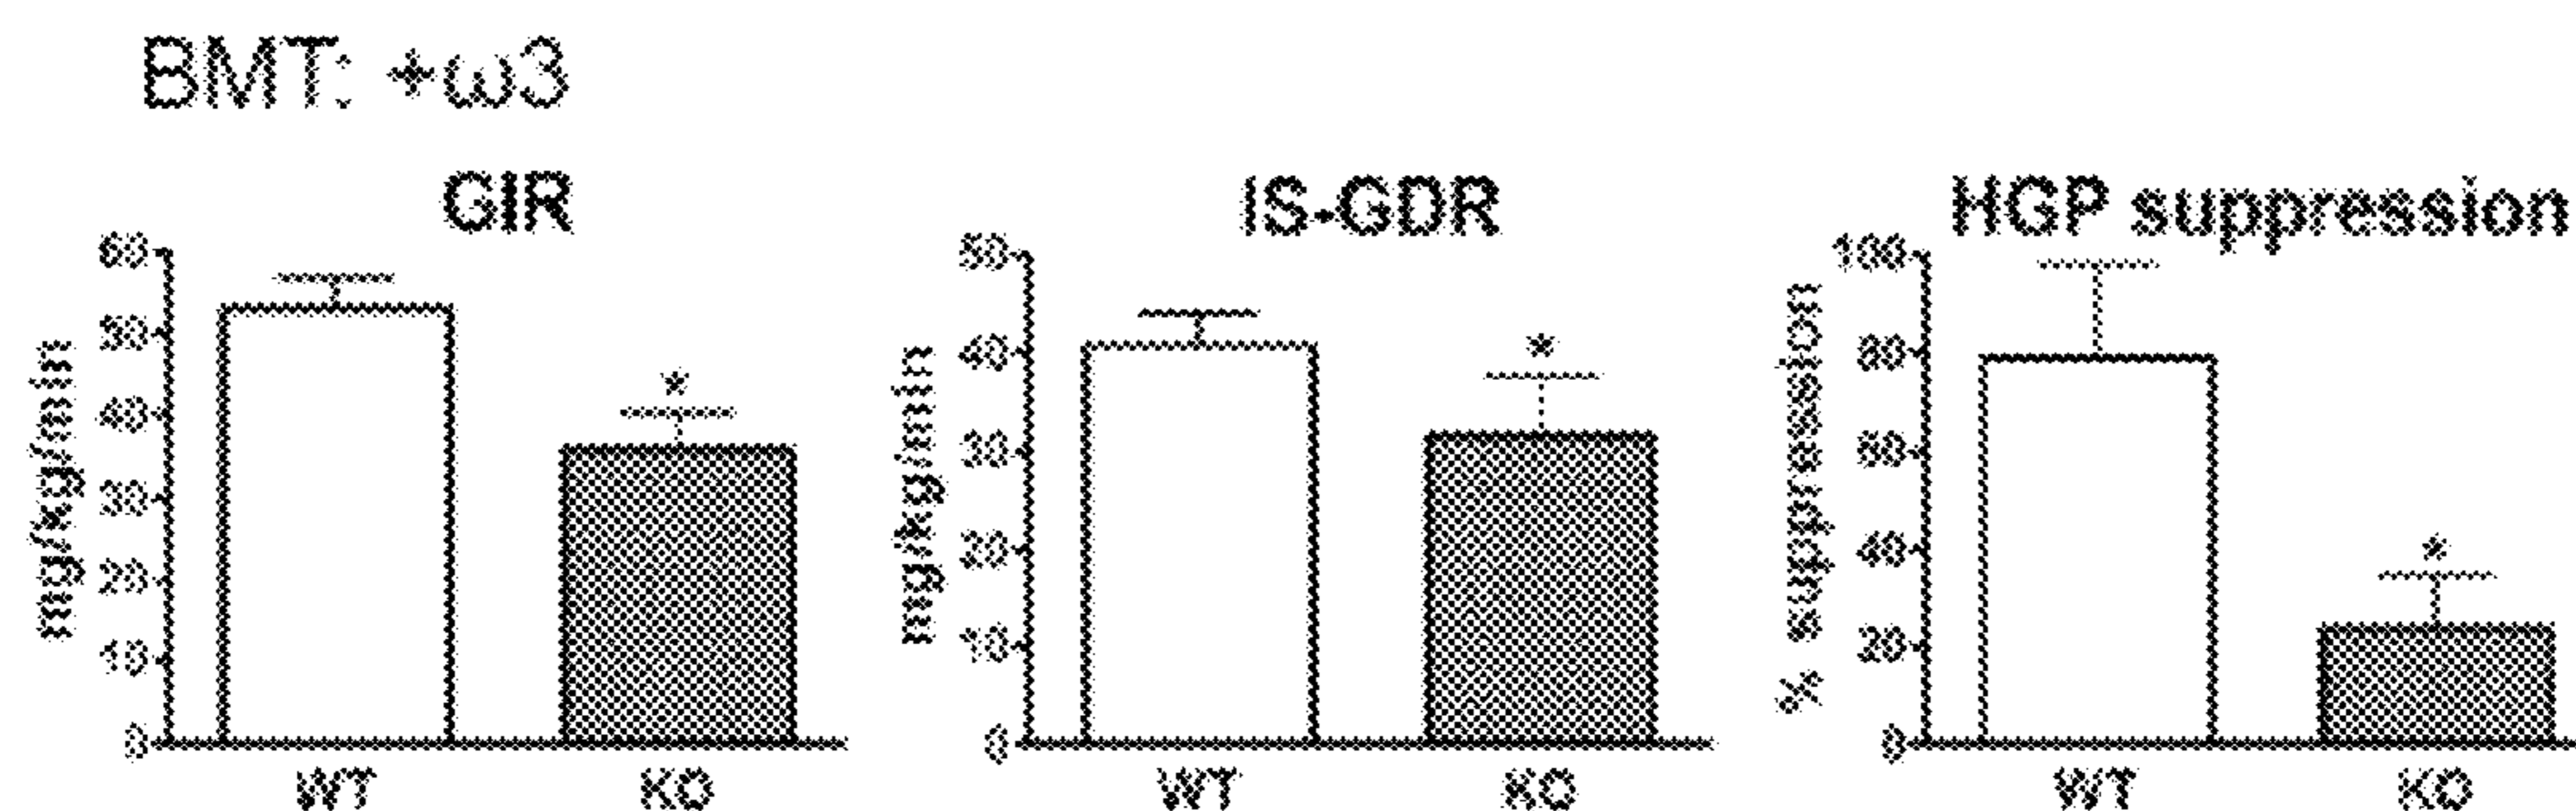 BMT: +ω3
GIR
mg/kg/min
60
50
40
30
20
10
0
WT
KO
*
IS-GDR
mg/kg/min
50
40
30
20
10
0
WT
KO
*
HGP suppression
% suppression
100
80
60
40
20
0
WT
KO
*